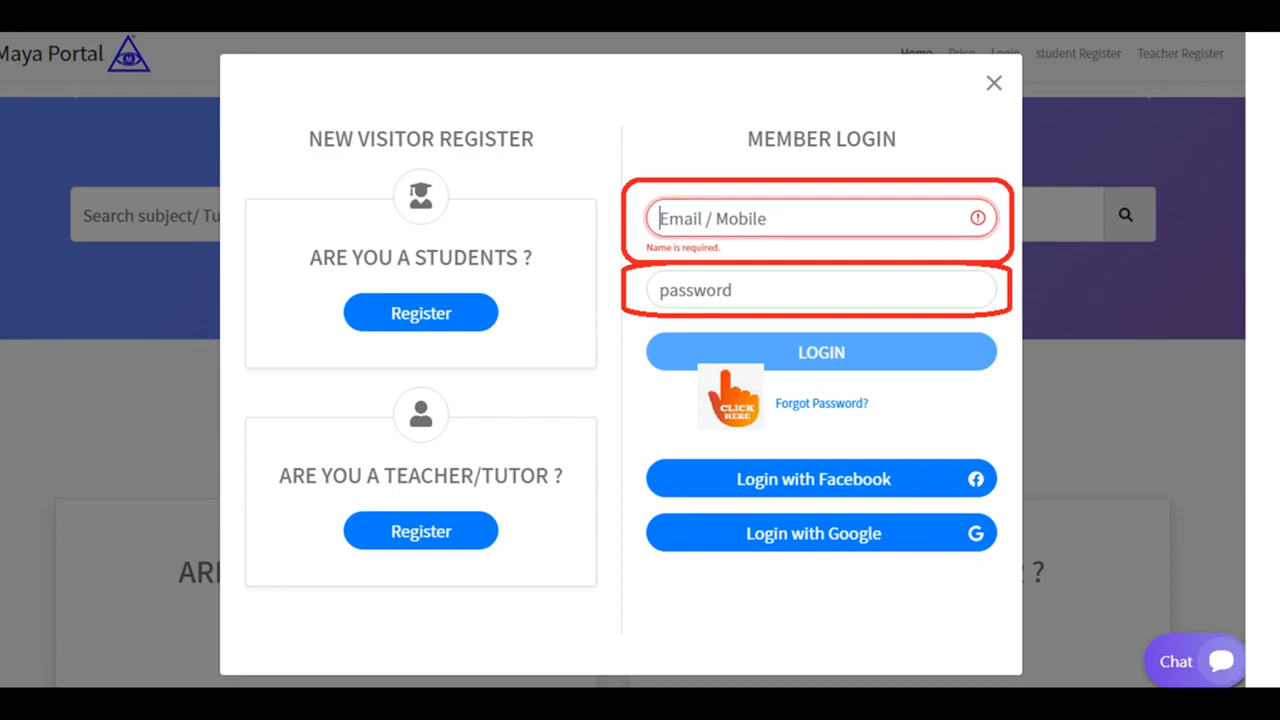 Maya Portal
Home Price Login student Register Teacher Register
NEW VISITOR REGISTER
ARE YOU A STUDENTS ?
Register
ARE YOU A TEACHER/TUTOR ?
Register
MEMBER LOGIN
Email / Mobile
Name is required.
password
LOGIN
CLICK
HERE
Forgot Password?
Login with Facebook
Login with Google
Search subject/ Tu
?
Chat